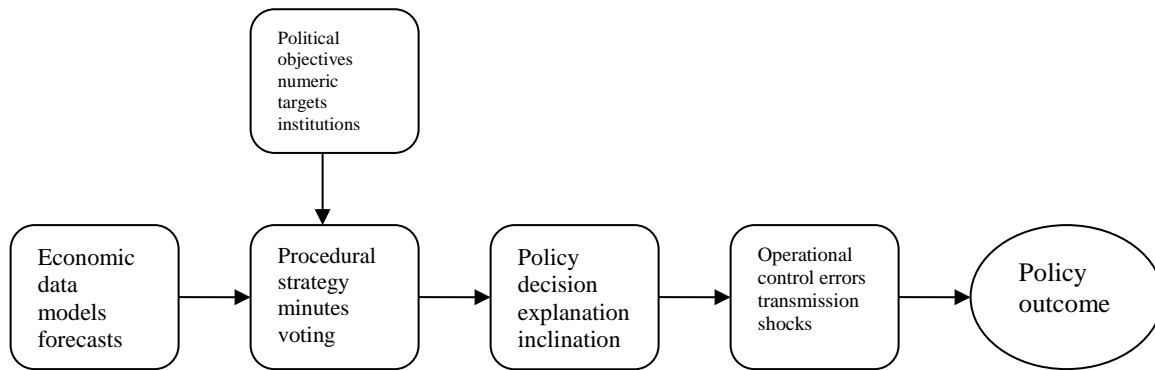 Political
objectives
numeric
targets
institutions
Economic
data
models
forecasts
Procedural
strategy
minutes
voting
Policy
decision
explanation
inclination
Operational
control errors
transmission
shocks
Policy
outcome